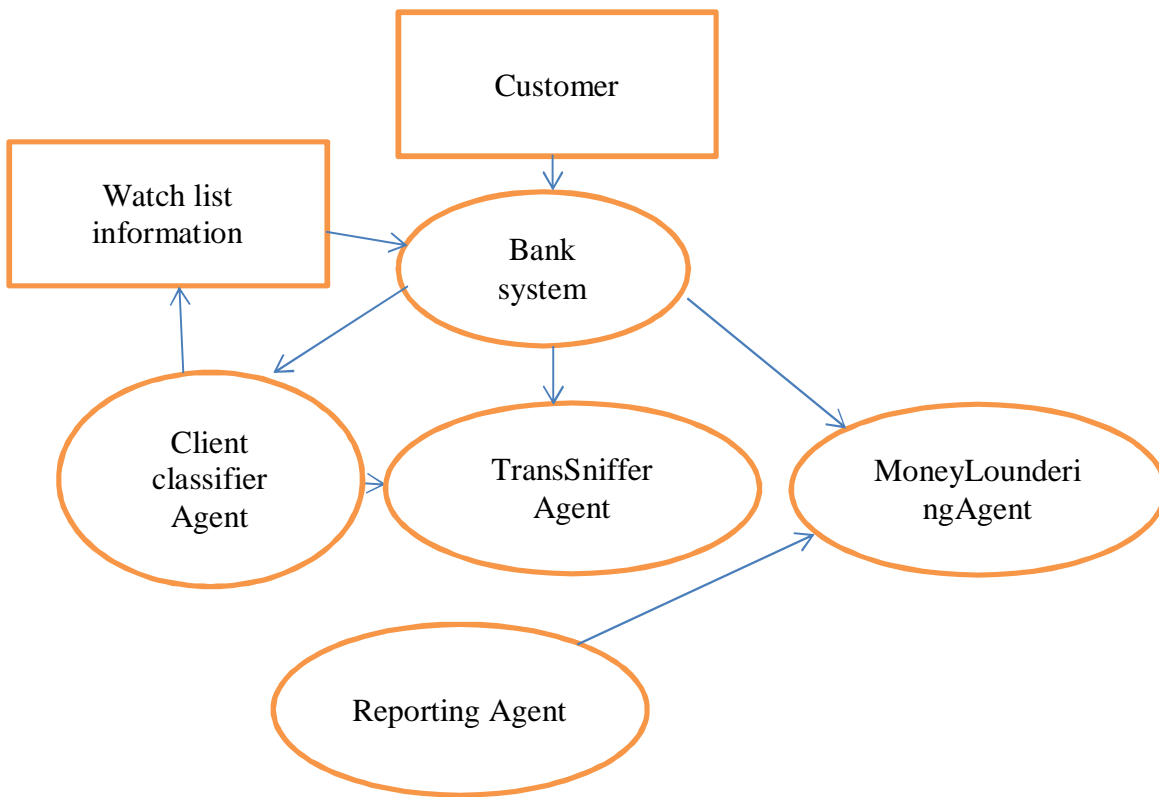 Customer
Watch list
information
Bank
system
Client
classifier
Agent
TransSniffer
Agent
MoneyLounderi
ngAgent
Reporting Agent